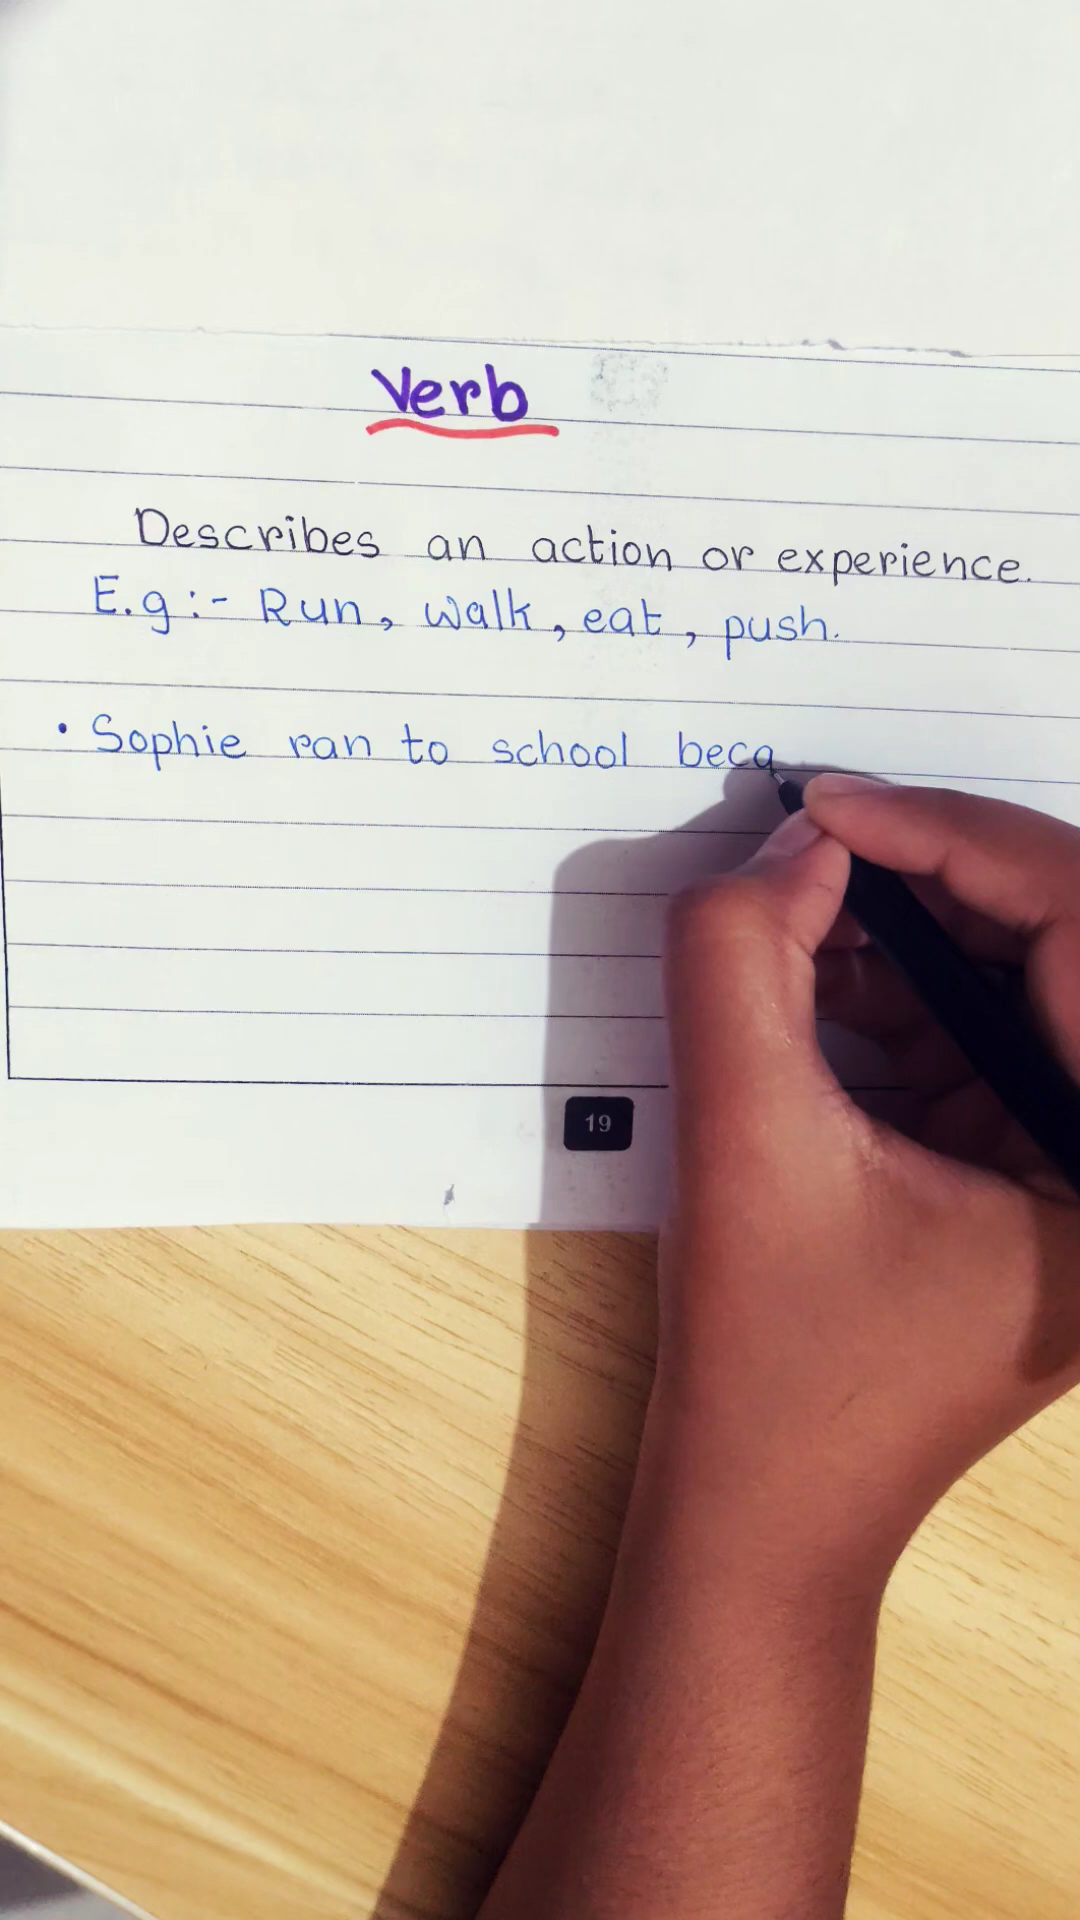 Verb
Describes an action or experience.
E.g:- Run, walk, eat, push.
• Sophie ran to school beca
19